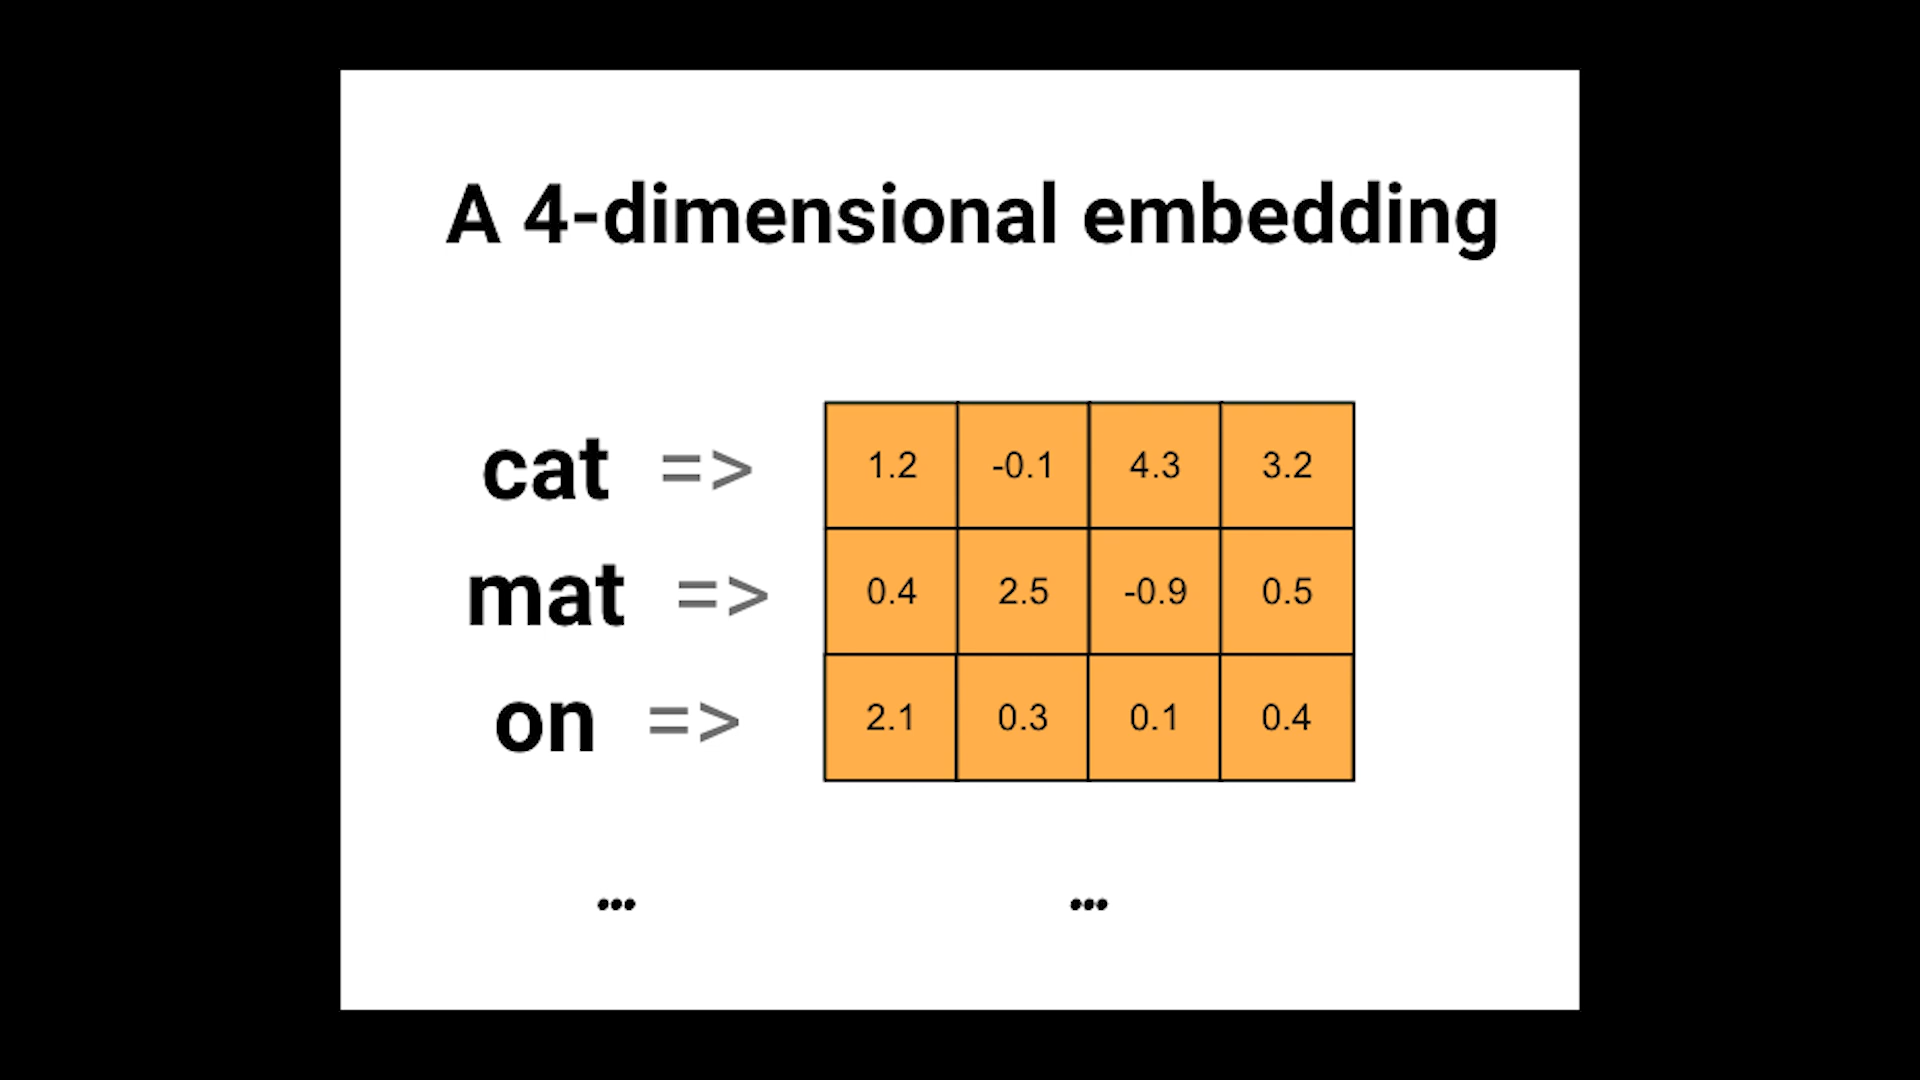 A 4-dimensional embedding
cat => 1.2 -0.1 4.3 3.2
mat => 0.4 2.5 -0.9 0.5
on => 2.1 0.3 0.1 0.4
... ...